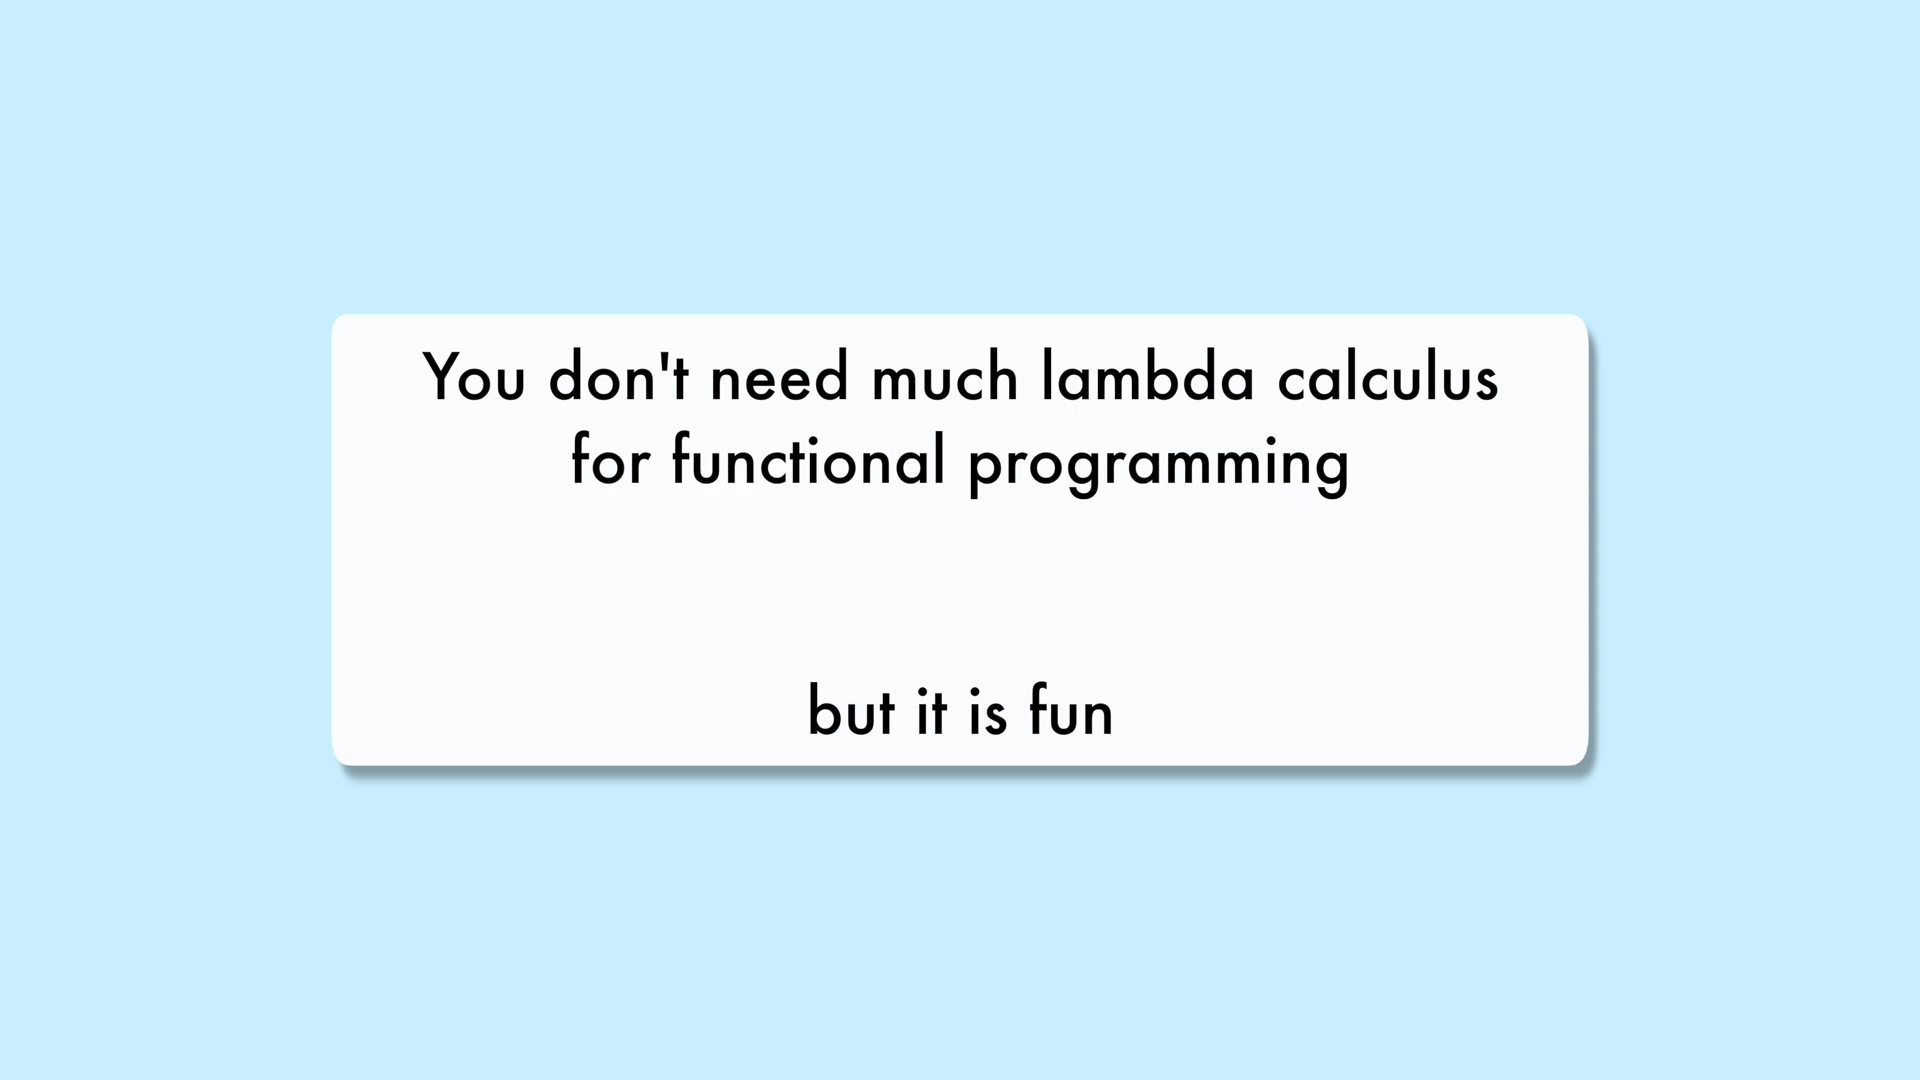 You don't need much lambda calculus
for functional programming
but it is fun